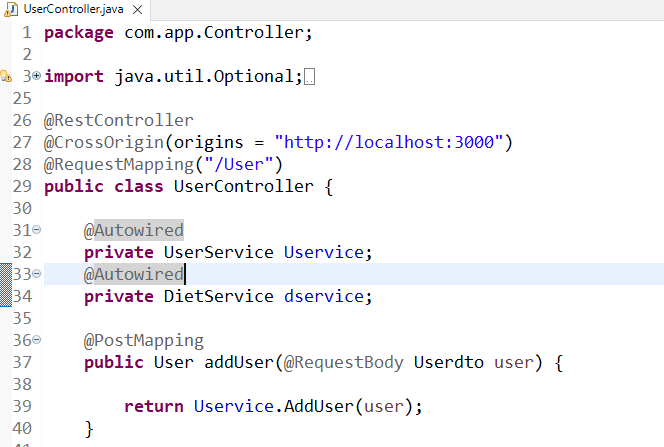 UserController.java
1 package com.app.Controller;
2
3 import java.util.Optional;
25
26 @RestController
27 @CrossOrigin(origins = "http://localhost:3000")
28 @RequestMapping("/User")
29 public class UserController {
30
31 @Autowired
32 private UserService Uservice;
33 @Autowired
34 private DietService dservice;
35
36 @PostMapping
37 public User addUser(@RequestBody Userdto user) {
38
39 return Uservice.AddUser(user);
40 }